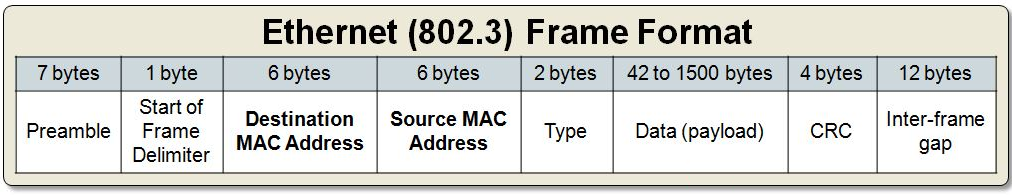 Ethernet (802.3) Frame Format
7 bytes 1 byte 6 bytes 6 bytes 2 bytes 42 to 1500 bytes 4 bytes 12 bytes
Preamble
Start of
Frame
Delimiter
Destination
MAC Address
Source MAC
Address
Type
Data (payload)
CRC
Inter-frame
gap